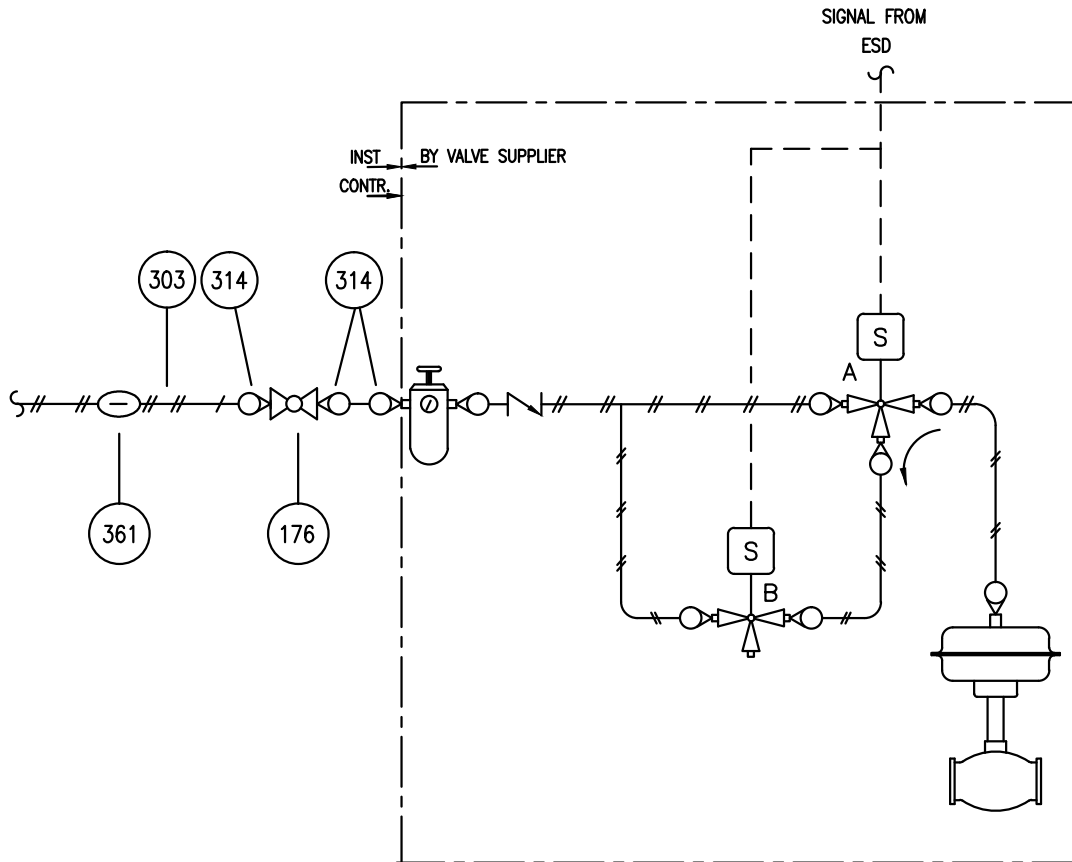 SIGNAL FROM
ESD
INST
BY VALVE SUPPLIER
CONTR.
303
314
314
S
A
361
176
S
B